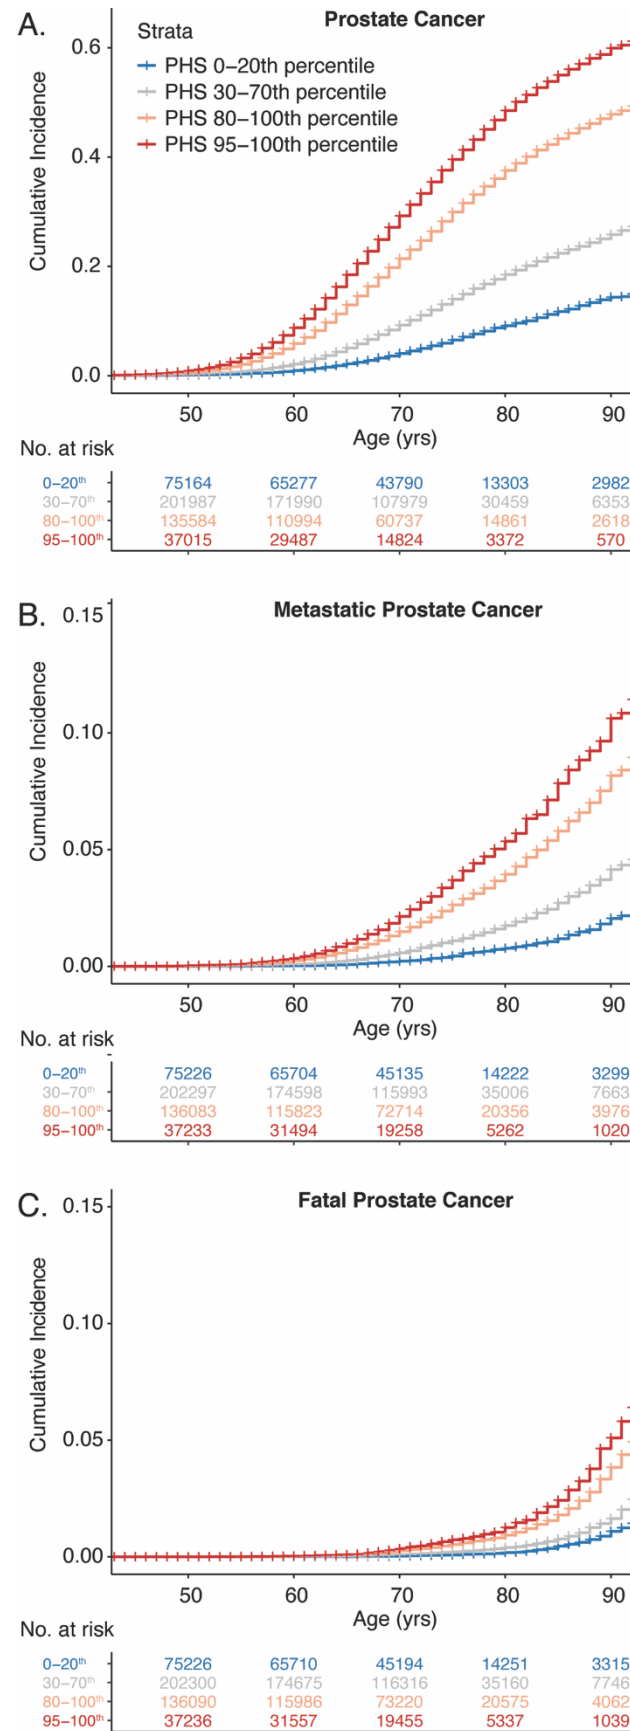 A.
Prostate Cancer
Strata
PHS 0–20th percentile
PHS 30–70th percentile
PHS 80–100th percentile
PHS 95–100th percentile
Cumulative Incidence
0.6
0.4
0.2
0.0
50 60 70 80 90
Age (yrs)
No. at risk
0–20th 75164 65277 43790 13303 2982
30–70th 201987 171990 107979 30459 6353
80–100th 135584 110994 60737 14861 2618
95–100th 37015 29487 14824 3372 570
B.
Metastatic Prostate Cancer
Cumulative Incidence
0.15
0.10
0.05
0.00
50 60 70 80 90
Age (yrs)
No. at risk
0–20th 75226 65704 45135 14222 3299
30–70th 202297 174598 115993 35006 7663
80–100th 136083 115823 72714 20356 3976
95–100th 37233 31494 19258 5262 1020
C.
Fatal Prostate Cancer
Cumulative Incidence
0.15
0.10
0.05
0.00
50 60 70 80 90
Age (yrs)
No. at risk
0–20th 75226 65710 45194 14251 3315
30–70th 202300 174675 116316 35160 7746
80–100th 136090 115986 73220 20575 4062
95–100th 37236 31557 19455 5337 1039